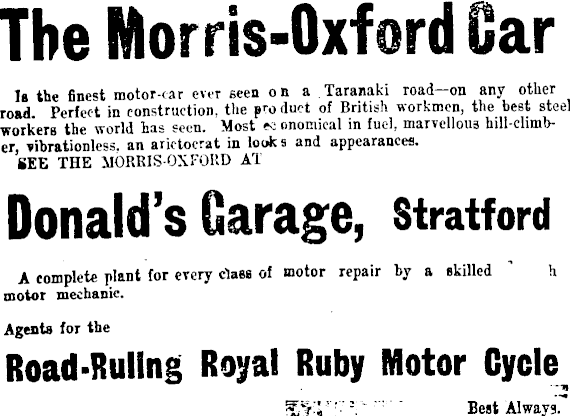 The Morris-Oxford Car
Is the finest motor-car ever seen on a Taranaki road—on any other
road. Perfect in construction, the product of British workmen, the best steel
workers the world has seen. Most economical in fuel, marvellous hill-climb-
er, vibrationless, an arictocrat in looks and appearances.
SEE THE MORRIS-OXFORD AT
Donald's Garage, Stratford
A complete plant for every class of motor repair by a skilled
motor mechanic.
Agents for the
Road-Ruling Royal Ruby Motor Cycle
Best Always.